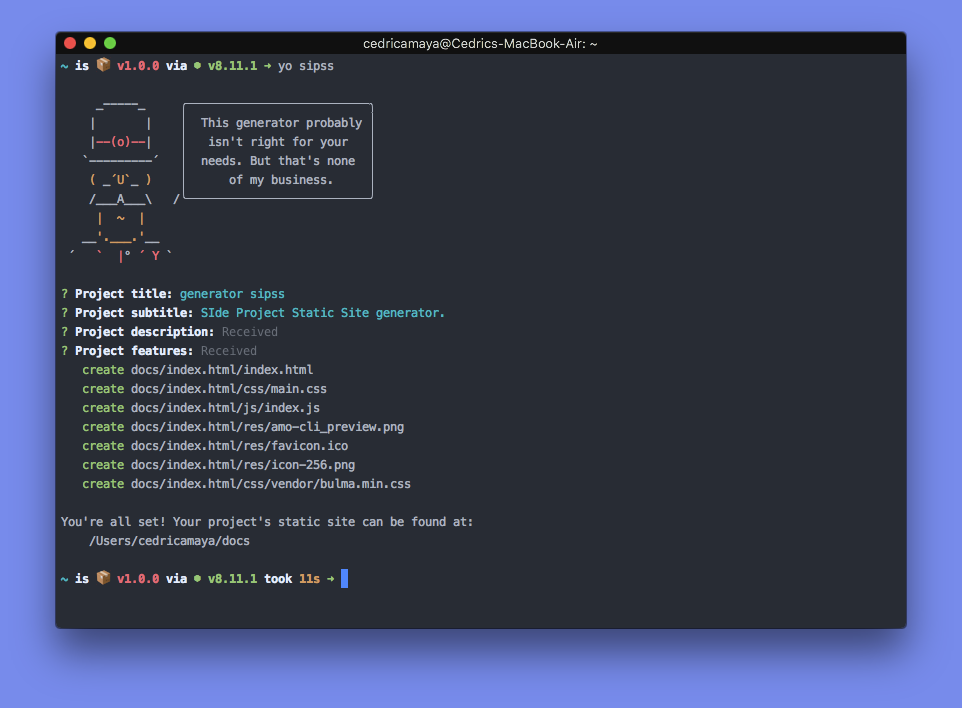 cedricamaya@Cedrics-MacBook-Air: ~
~ is 📦 v1.0.0 via ⬢ v8.11.1 ➜ yo sipss
     _-----_
    |       |
    |--(o)--|
   `---------´
    ( _´U`_ )
    /___A___\   /
     |  ~  |
   __'.___.'__
 ´   `  |° ´ Y `
This generator probably
isn't right for your
needs. But that's none
of my business.
? Project title: generator sipss
? Project subtitle: SIde Project Static Site generator.
? Project description: Received
? Project features: Received
   create docs/index.html/index.html
   create docs/index.html/css/main.css
   create docs/index.html/js/index.js
   create docs/index.html/res/amo-cli_preview.png
   create docs/index.html/res/favicon.ico
   create docs/index.html/res/icon-256.png
   create docs/index.html/css/vendor/bulma.min.css
You're all set! Your project's static site can be found at:
    /Users/cedricamaya/docs
~ is 📦 v1.0.0 via ⬢ v8.11.1 took 11s ➜